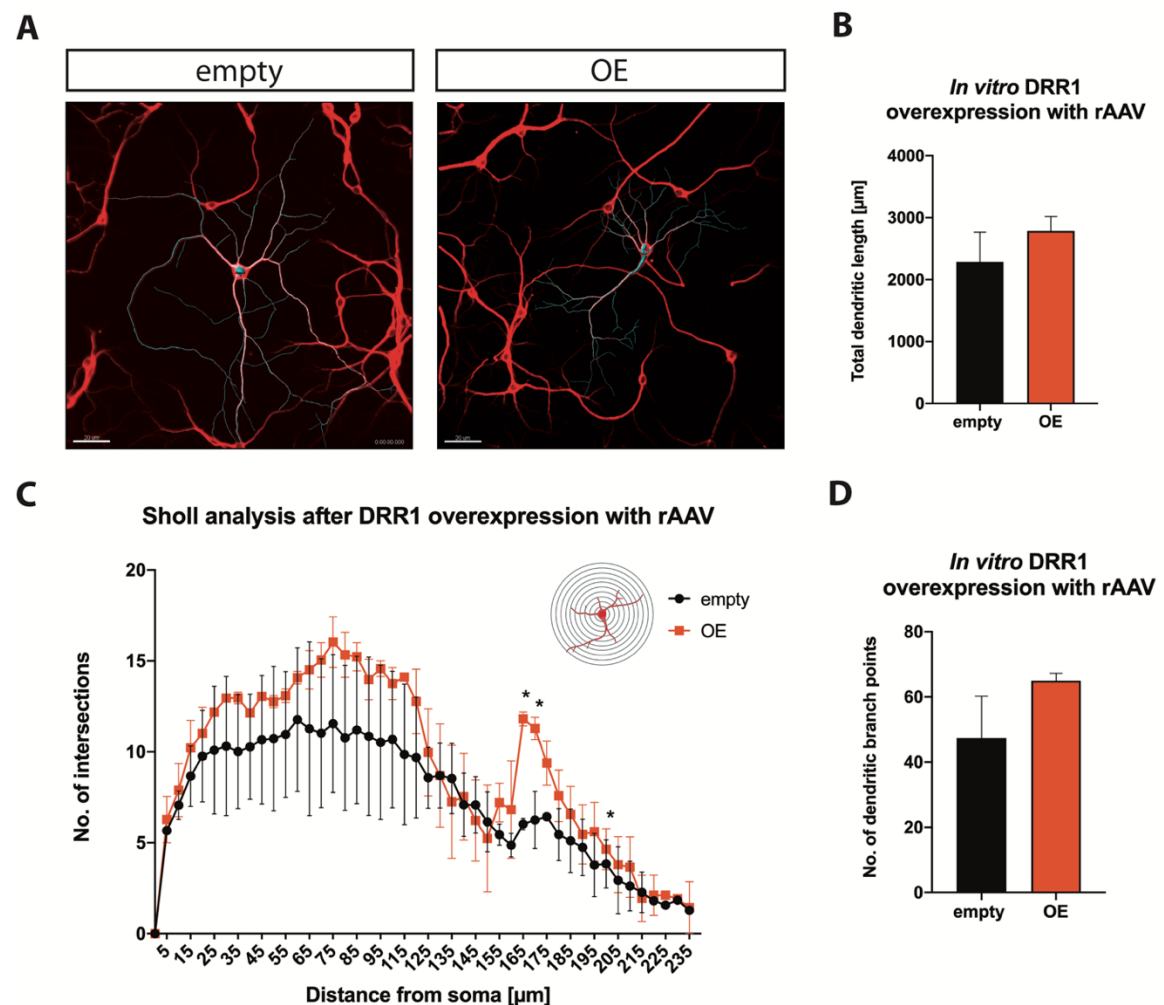 A
empty
OE
20 µm
0:00:00.000
20 µm
B
In vitro DRR1
overexpression with rAAV
Total dendritic length [µm]
4000
3000
2000
1000
0
empty
OE
C
Sholl analysis after DRR1 overexpression with rAAV
No. of intersections
20
15
10
5
0
empty
OE
* *
*
5 15 25 35 45 55 65 75 85 95 105 115 125 135 145 155 165 175 185 195 205 215 225 235
Distance from soma [µm]
D
In vitro DRR1
overexpression with rAAV
No. of dendritic branch points
80
60
40
20
0
empty
OE